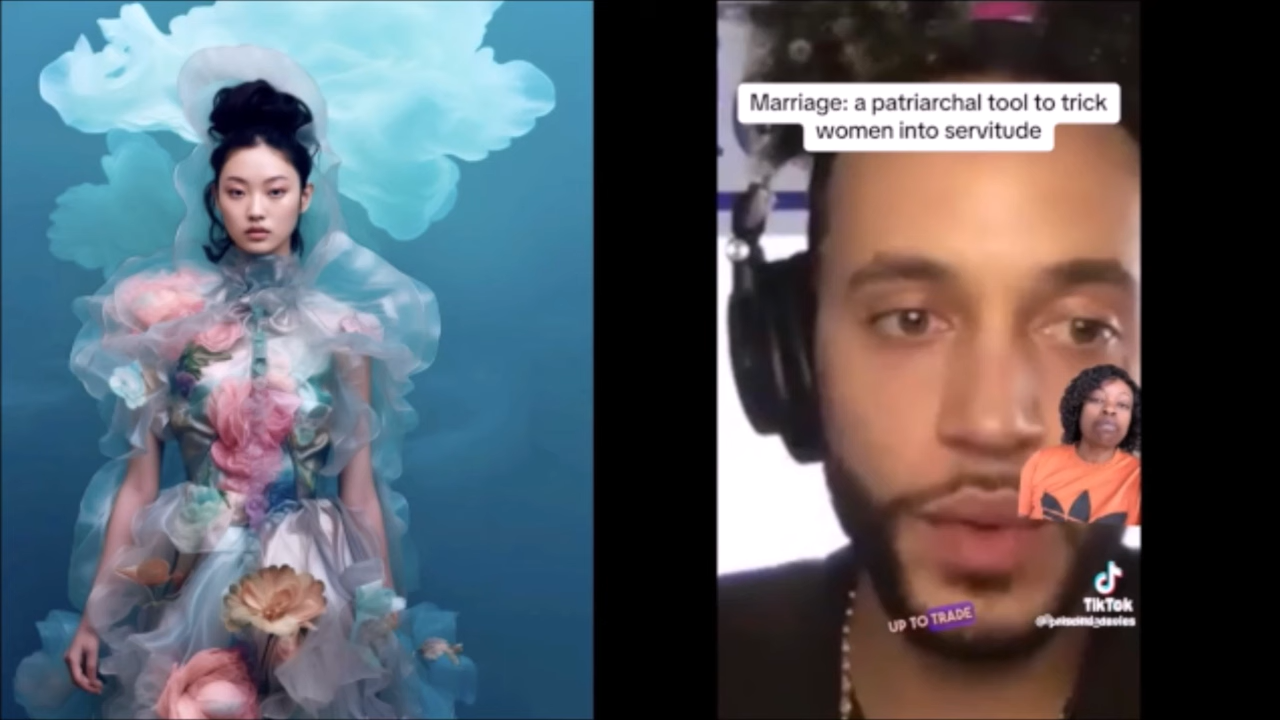 Marriage: a patriarchal tool to trick
women into servitude
UP TO TRADE
TikTok